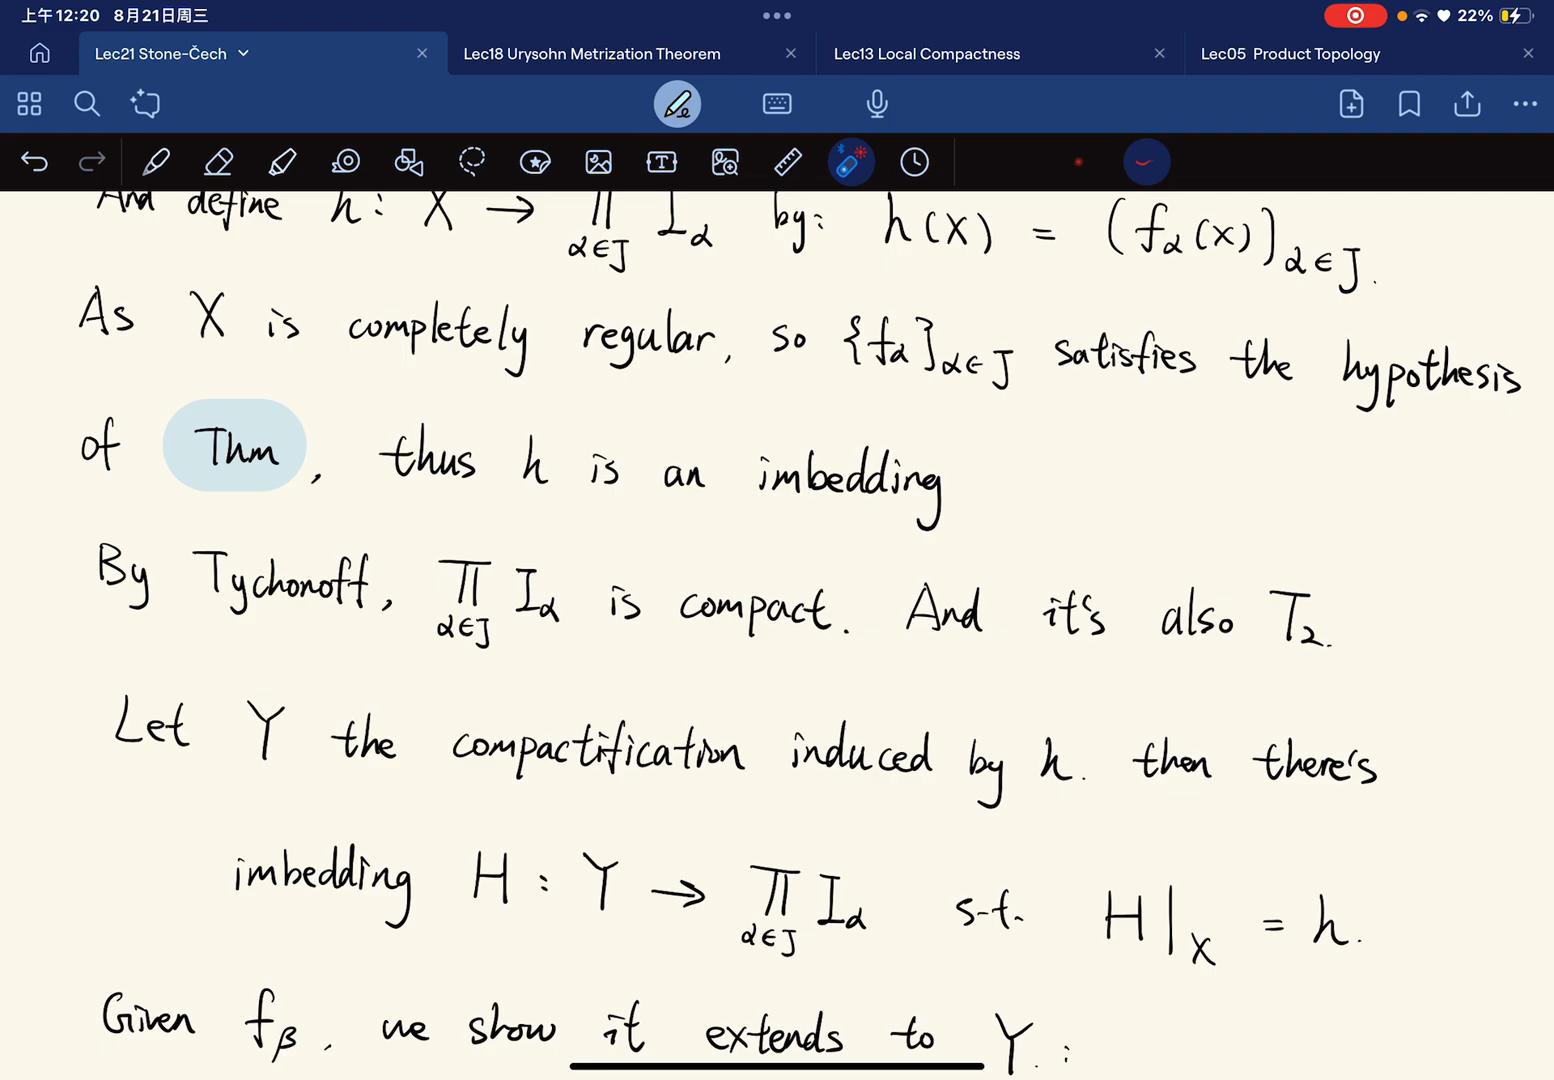 上午12:20 8月21日周三
22%
Lec21 Stone-Čech
Lec18 Urysohn Metrization Theorem
Lec13 Local Compactness
Lec05 Product Topology
And define h: X → ∏_{α∈J} I_α by: h(x) = (f_α(x))_{α∈J}.
As X is completely regular, so {f_α}_{α∈J} satisfies the hypothesis
of Thm, thus h is an imbedding
By Tychonoff, ∏_{α∈J} I_α is compact. And it's also T₂.
Let Y the compactification induced by h. then there's
imbedding H : Y → ∏_{α∈J} I_α s.t. H|_X = h.
Given f_β, we show it extends to Y. :